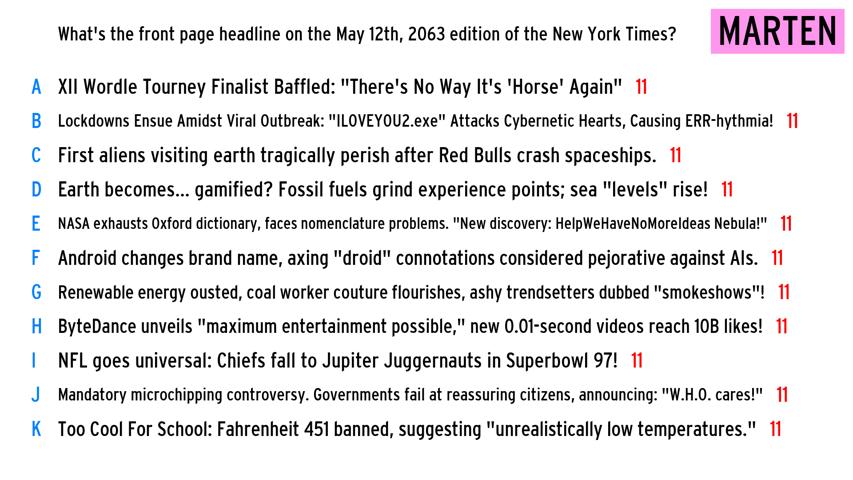 What's the front page headline on the May 12th, 2063 edition of the New York Times?
MARTEN
A XII Wordle Tourney Finalist Baffled: "There's No Way It's 'Horse' Again" 11
B Lockdowns Ensue Amidst Viral Outbreak: "ILOVEYOU2.exe" Attacks Cybernetic Hearts, Causing ERR-hythmia! 11
C First aliens visiting earth tragically perish after Red Bulls crash spaceships. 11
D Earth becomes... gamified? Fossil fuels grind experience points; sea "levels" rise! 11
E NASA exhausts Oxford dictionary, faces nomenclature problems. "New discovery: HelpWeHaveNoMoreIdeas Nebula!" 11
F Android changes brand name, axing "droid" connotations considered pejorative against AIs. 11
G Renewable energy ousted, coal worker couture flourishes, ashy trendsetters dubbed "smokeshows"! 11
H ByteDance unveils "maximum entertainment possible," new 0.01-second videos reach 10B likes! 11
I NFL goes universal: Chiefs fall to Jupiter Juggernauts in Superbowl 97! 11
J Mandatory microchipping controversy. Governments fail at reassuring citizens, announcing: "W.H.O. cares!" 11
K Too Cool For School: Fahrenheit 451 banned, suggesting "unrealistically low temperatures." 11